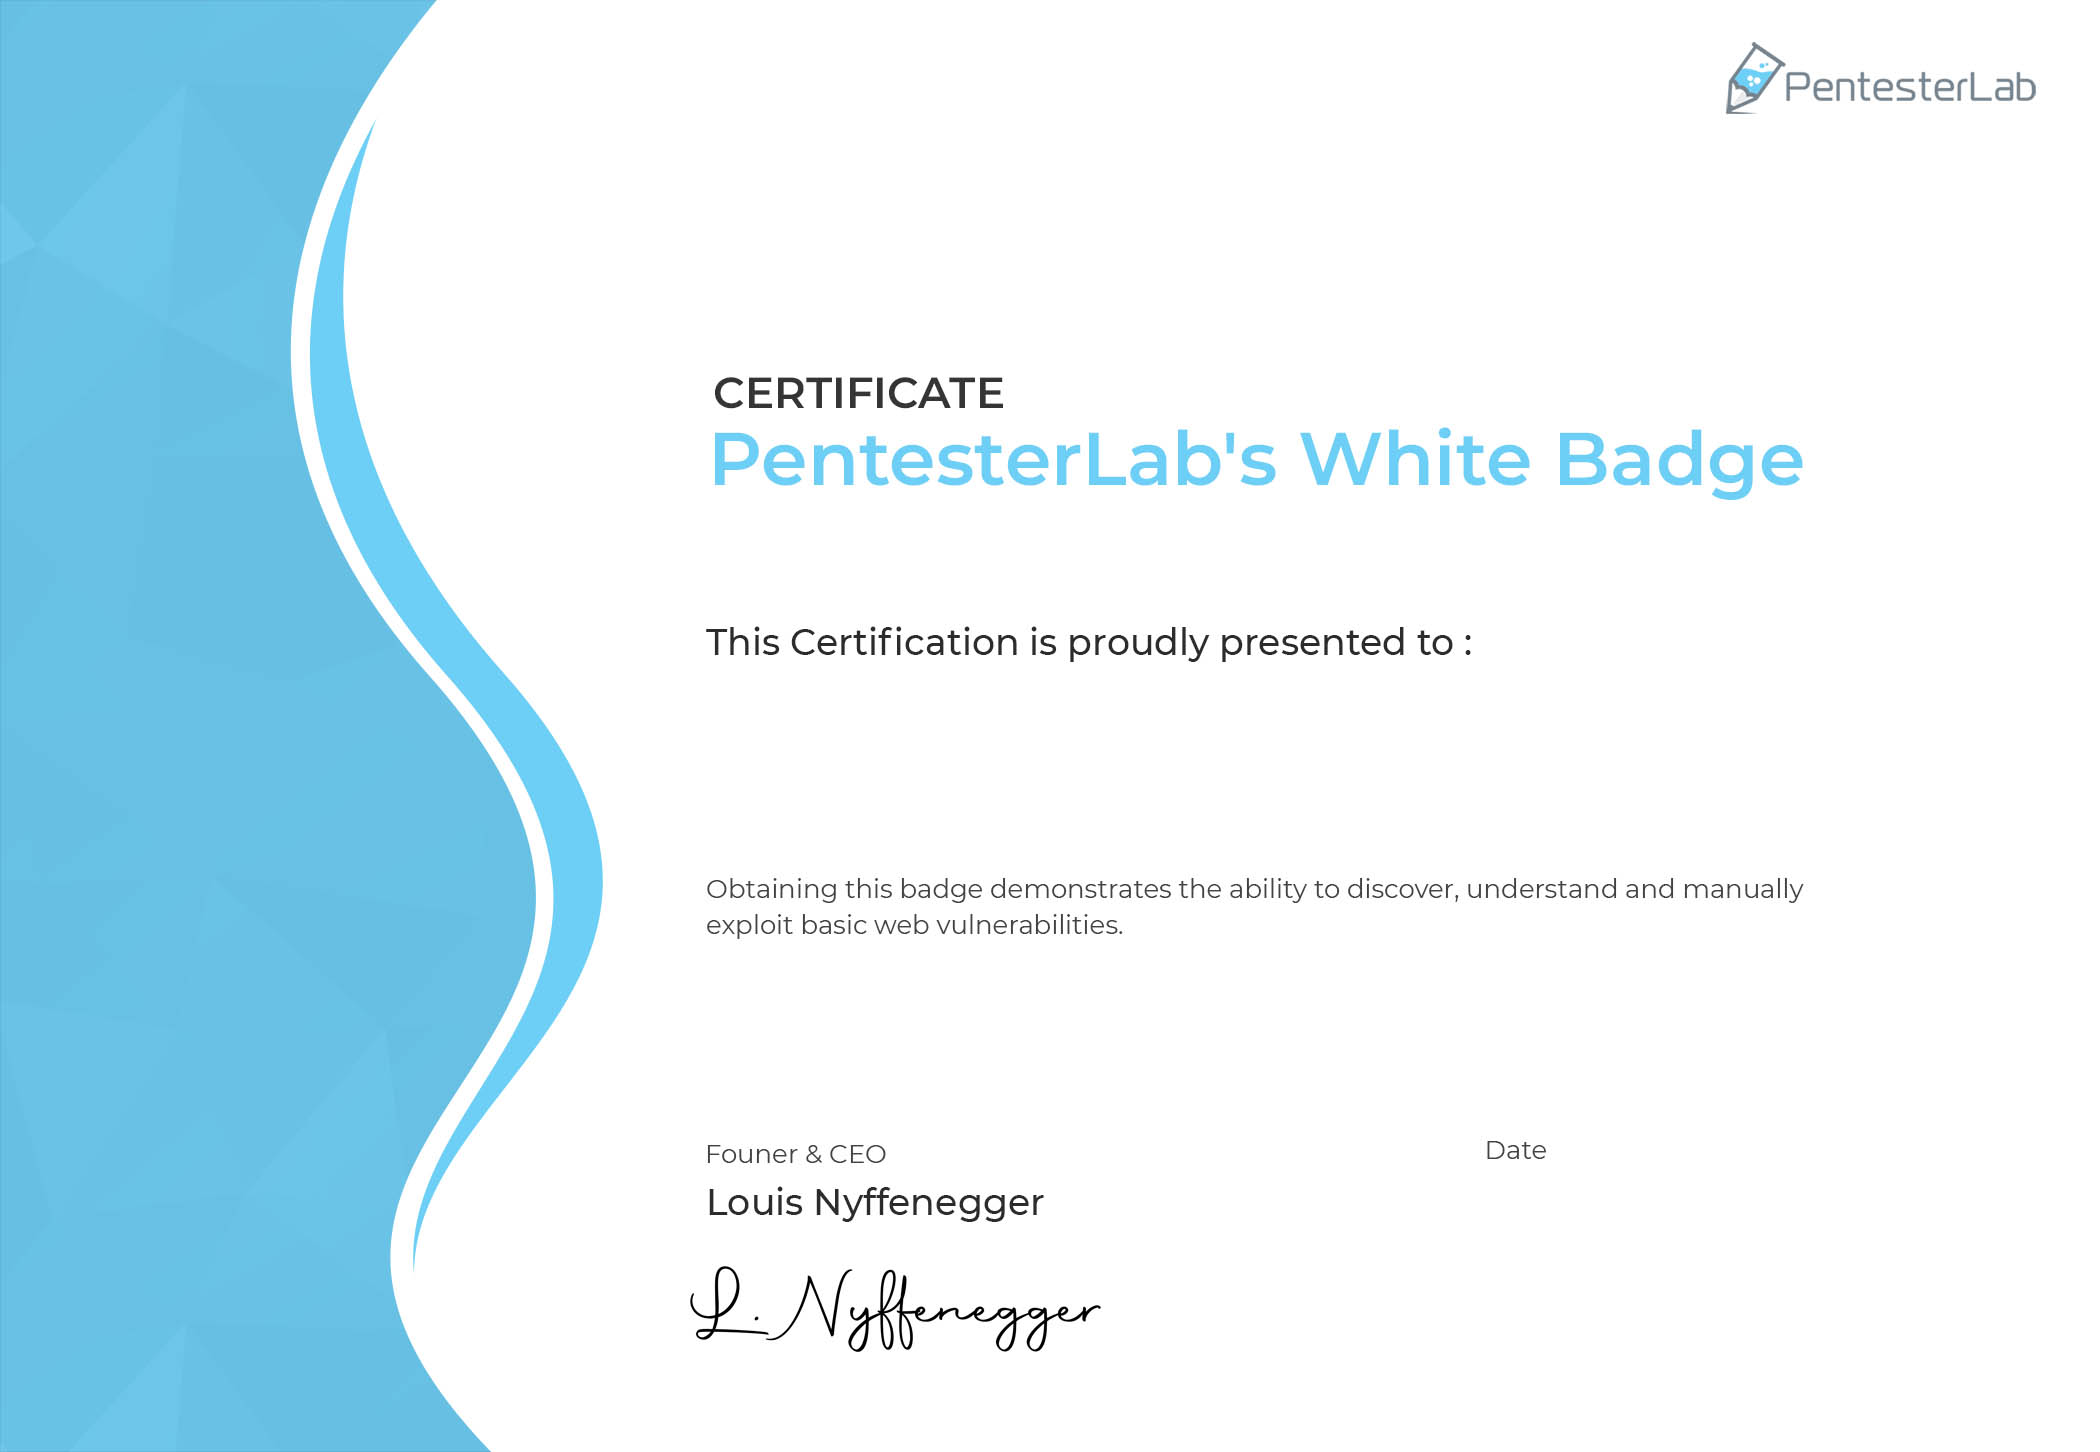 PentesterLab
CERTIFICATE
PentesterLab's White Badge
This Certification is proudly presented to :
Obtaining this badge demonstrates the ability to discover, understand and manually
exploit basic web vulnerabilities.
Founer & CEO
Date
Louis Nyffenegger
L. Nyffenegger